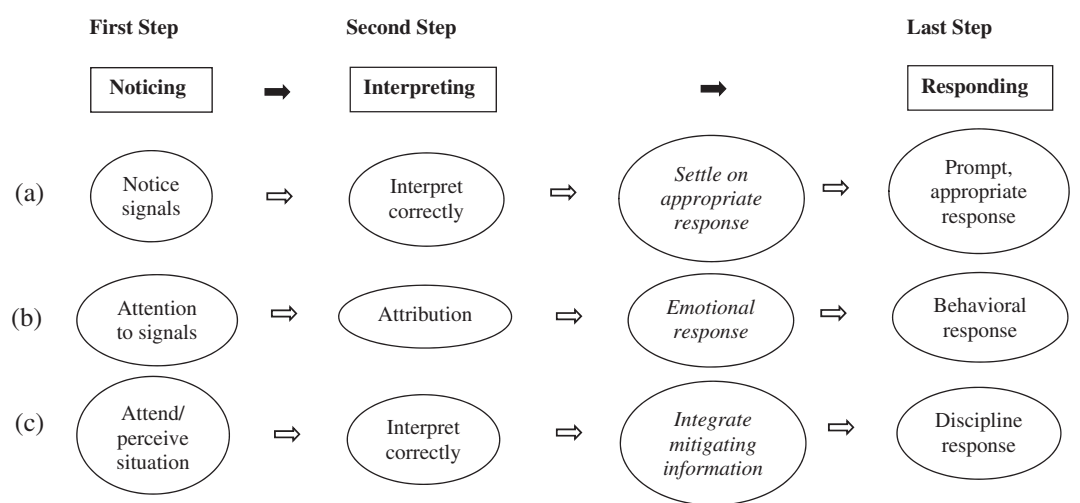 First Step Second Step Last Step
Noticing Interpreting Responding
(a)
Notice
signals
Interpret
correctly
Settle on
appropriate
response
Prompt,
appropriate
response
(b)
Attention
to signals
Attribution
Emotional
response
Behavioral
response
(c)
Attend/
perceive
situation
Interpret
correctly
Integrate
mitigating
information
Discipline
response